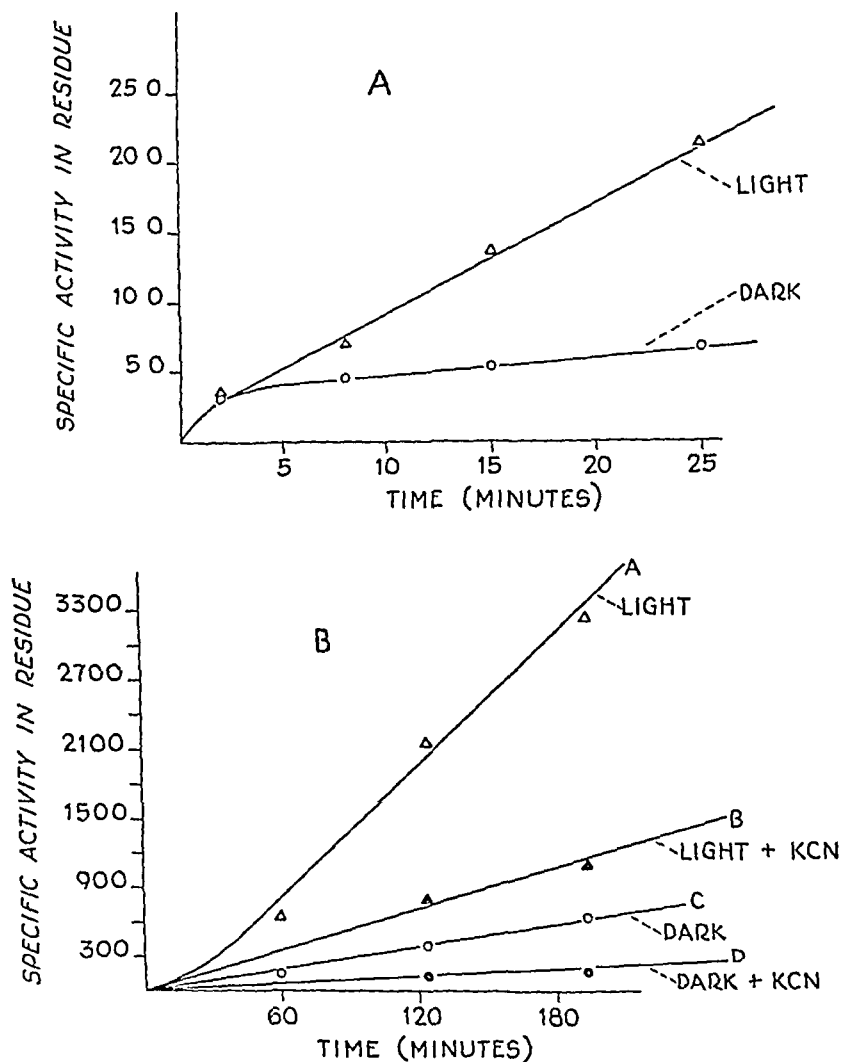 SPECIFIC ACTIVITY IN RESIDUE
A
25 0
20 0
15 0
10 0
5 0
LIGHT
DARK
5 10 15 20 25
TIME (MINUTES)
SPECIFIC ACTIVITY IN RESIDUE
B
3300
2700
2100
1500
900
300
A
LIGHT
B
LIGHT + KCN
C
DARK
D
DARK + KCN
60 120 180
TIME (MINUTES)